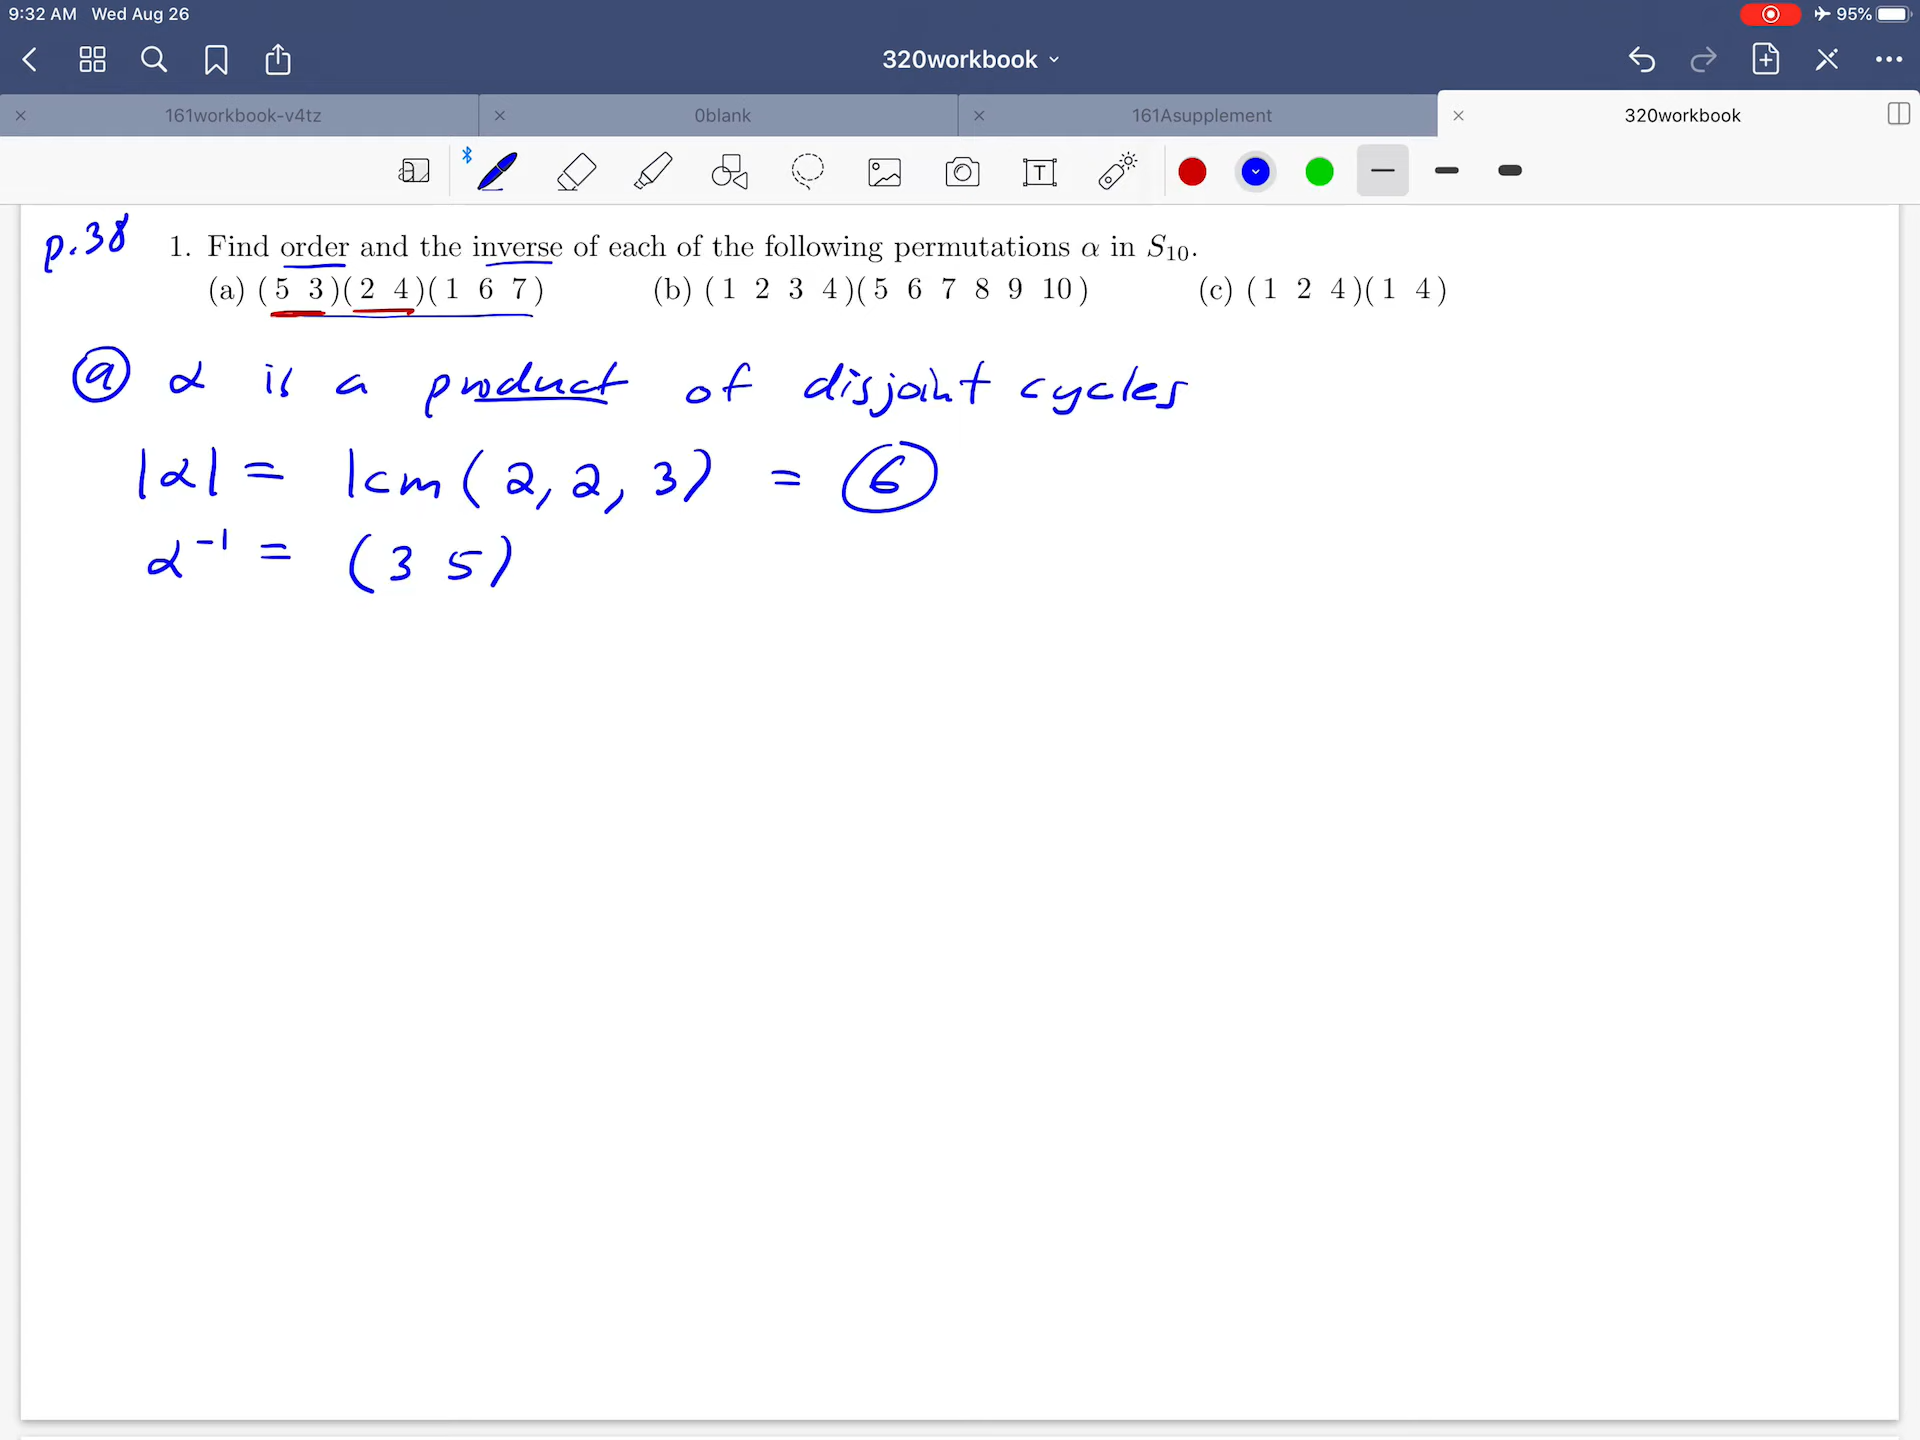 9:32 AM Wed Aug 26
95%
320workbook
161workbook-v4tz
0blank
161Asupplement
320workbook
p.38
1. Find order and the inverse of each of the following permutations α in S₁₀.
(a) ( 5 3 )( 2 4 )( 1 6 7 ) (b) ( 1 2 3 4 )( 5 6 7 8 9 10 ) (c) ( 1 2 4 )( 1 4 )
ⓐ α is a product of disjoint cycles
|α| = lcm( 2, 2, 3) = 6
α⁻¹ = (3 5)